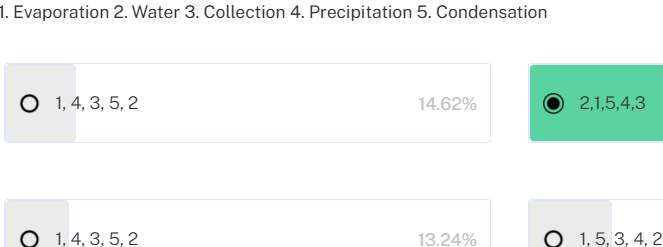 1. Evaporation 2. Water 3. Collection 4. Precipitation 5. Condensation
1, 4, 3, 5, 2 14.62% 2,1,5,4,3
1, 4, 3, 5, 2 13.24% 1, 5, 3, 4, 2